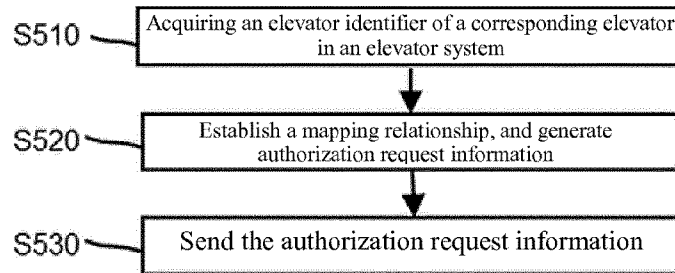 S510
Acquiring an elevator identifier of a corresponding elevator
in an elevator system
S520
Establish a mapping relationship, and generate
authorization request information
S530
Send the authorization request information